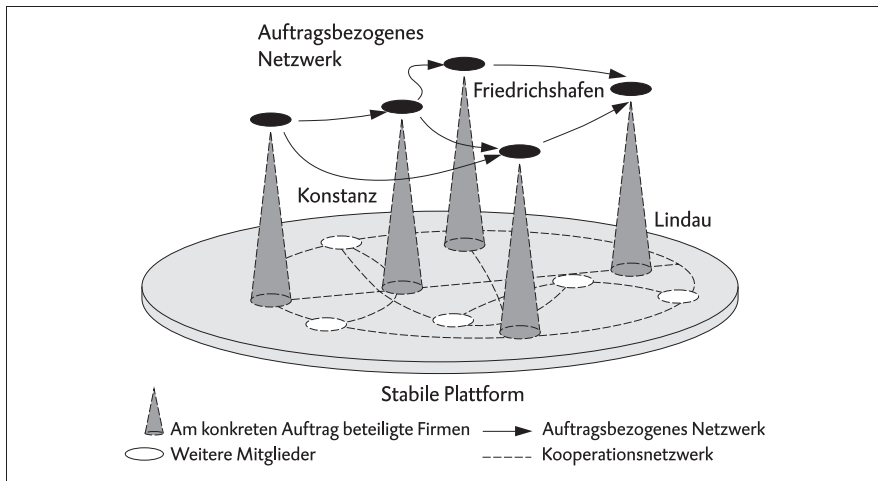 Auftragsbezogenes
Netzwerk
Friedrichshafen
Konstanz
Lindau
Stabile Plattform
Am konkreten Auftrag beteiligte Firmen
Auftragsbezogenes Netzwerk
Weitere Mitglieder
Kooperationsnetzwerk